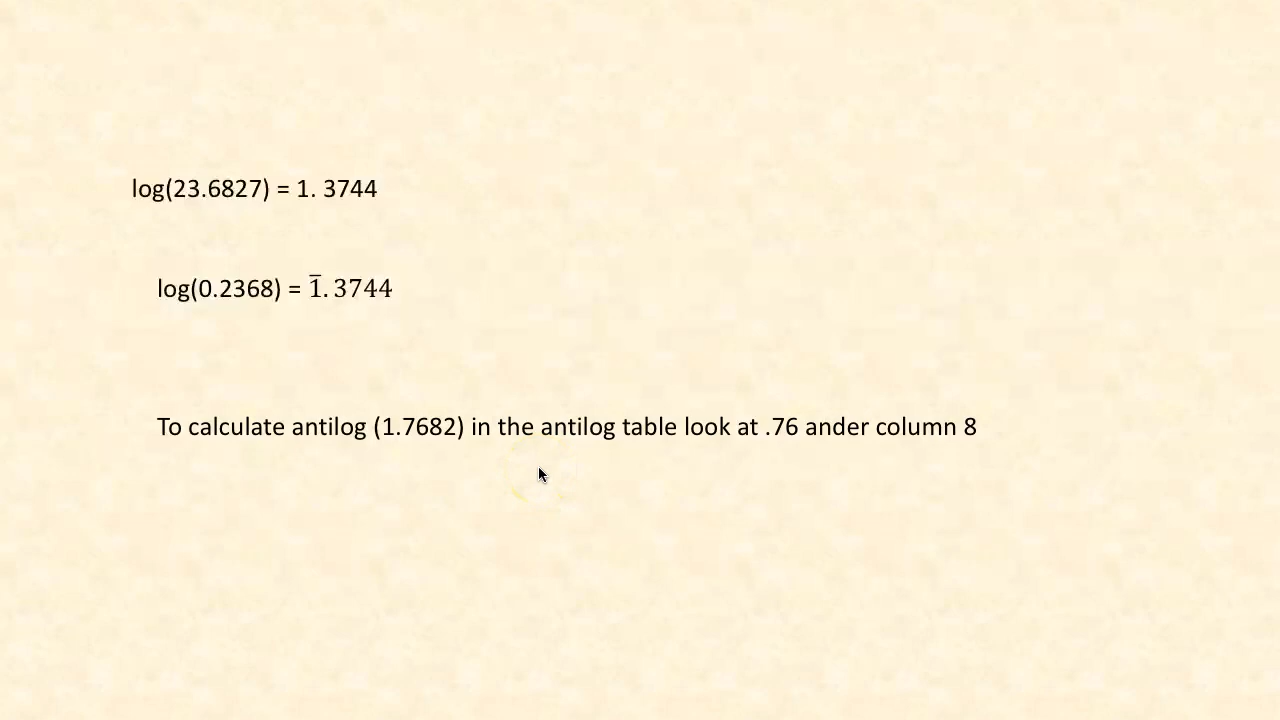 log(23.6827) = 1. 3744
log(0.2368) = 1̅. 3744
To calculate antilog (1.7682) in the antilog table look at .76 ander column 8